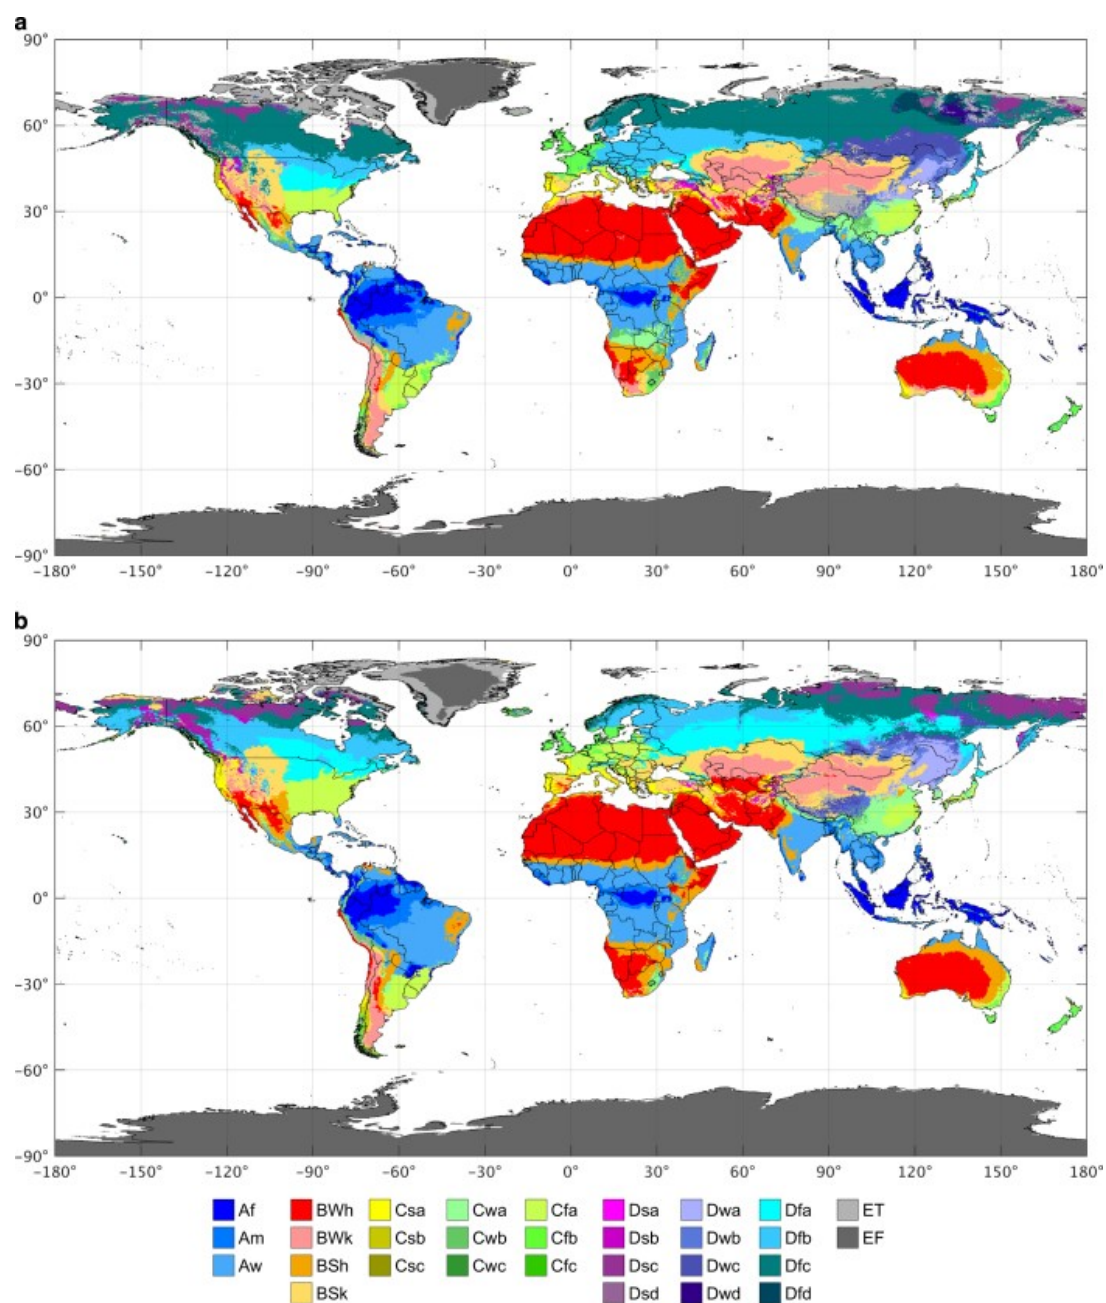 a
90°
60°
30°
0°
−30°
−60°
−90°
−180° −150° −120° −90° −60° −30° 0° 30° 60° 90° 120° 150° 180°
b
90°
60°
30°
0°
−30°
−60°
−90°
−180° −150° −120° −90° −60° −30° 0° 30° 60° 90° 120° 150° 180°
Af BWh Csa Cwa Cfa Dsa Dwa Dfa ET
Am BWk Csb Cwb Cfb Dsb Dwb Dfb EF
Aw BSh Csc Cwc Cfc Dsc Dwc Dfc
BSk Dsd Dwd Dfd